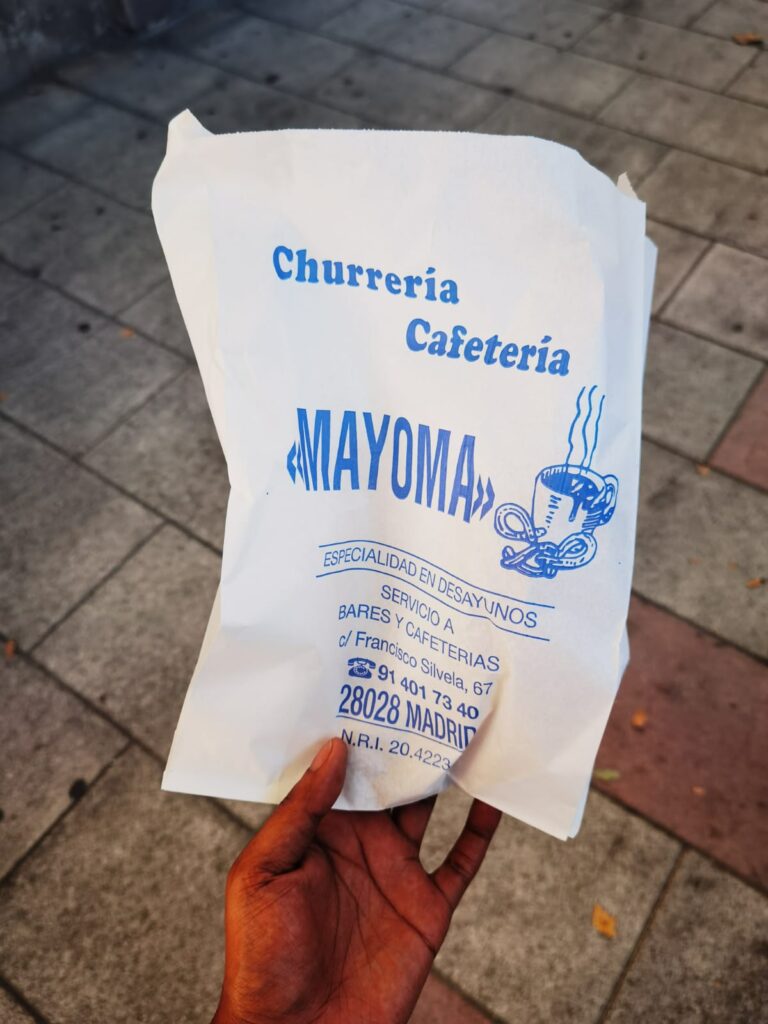 Churrería
Cafetería
«MAYOMA»
ESPECIALIDAD EN DESAYUNOS
SERVICIO A
BARES Y CAFETERIAS
c/ Francisco Silvela, 67
☎ 91 401 73 40
28028 MADRID
N.R.I. 20.4223